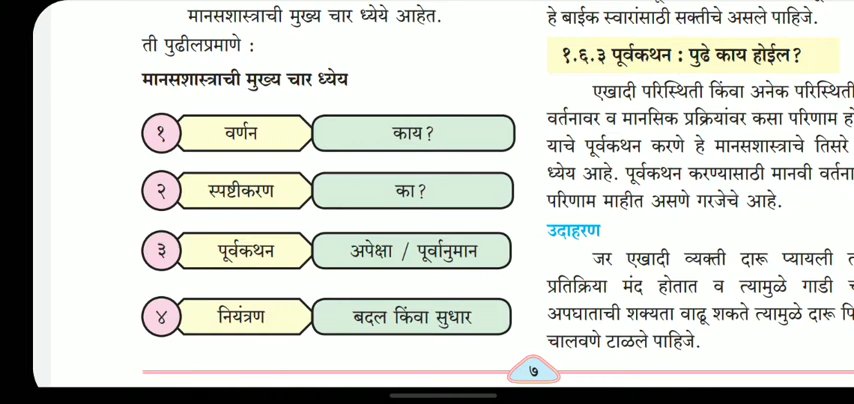 मानसशास्त्राची मुख्य चार ध्येये आहेत.
ती पुढीलप्रमाणे :
मानसशास्त्राची मुख्य चार ध्येय
१ वर्णन काय?
२ स्पष्टीकरण का?
३ पूर्वकथन अपेक्षा / पूर्वानुमान
४ नियंत्रण बदल किंवा सुधार
हे बाईक स्वारांसाठी सक्तीचे असले पाहिजे.
१.६.३ पूर्वकथन : पुढे काय होईल?
एखादी परिस्थिती किंवा अनेक परिस्थिती
वर्तनावर व मानसिक प्रक्रियांवर कसा परिणाम
याचे पूर्वकथन करणे हे मानसशास्त्राचे तिसरे
ध्येय आहे. पूर्वकथन करण्यासाठी मानवी
परिणाम माहीत असणे गरजेचे आहे.
उदाहरण
जर एखादी व्यक्ती दारू प्यायली
प्रतिक्रिया मंद होतात व त्यामुळे गाडी
अपघाताची शक्यता वाढू शकते त्यामुळे दारू
चालवणे टाळले पाहिजे.
७